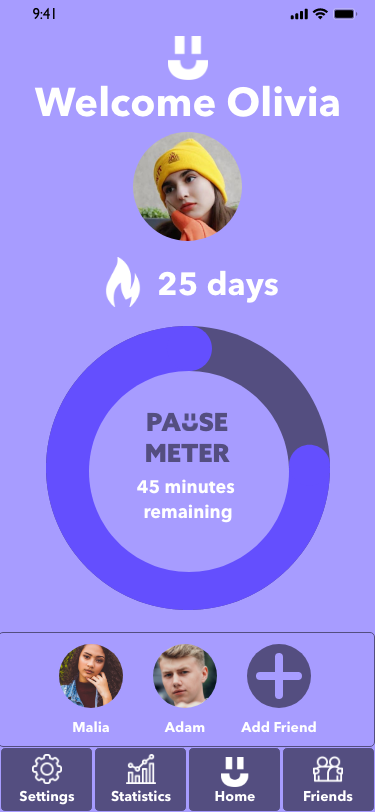 9:41
Welcome Olivia
25 days
PAUSE
METER
45 minutes
remaining
Malia
Adam
Add Friend
Settings
Statistics
Home
Friends